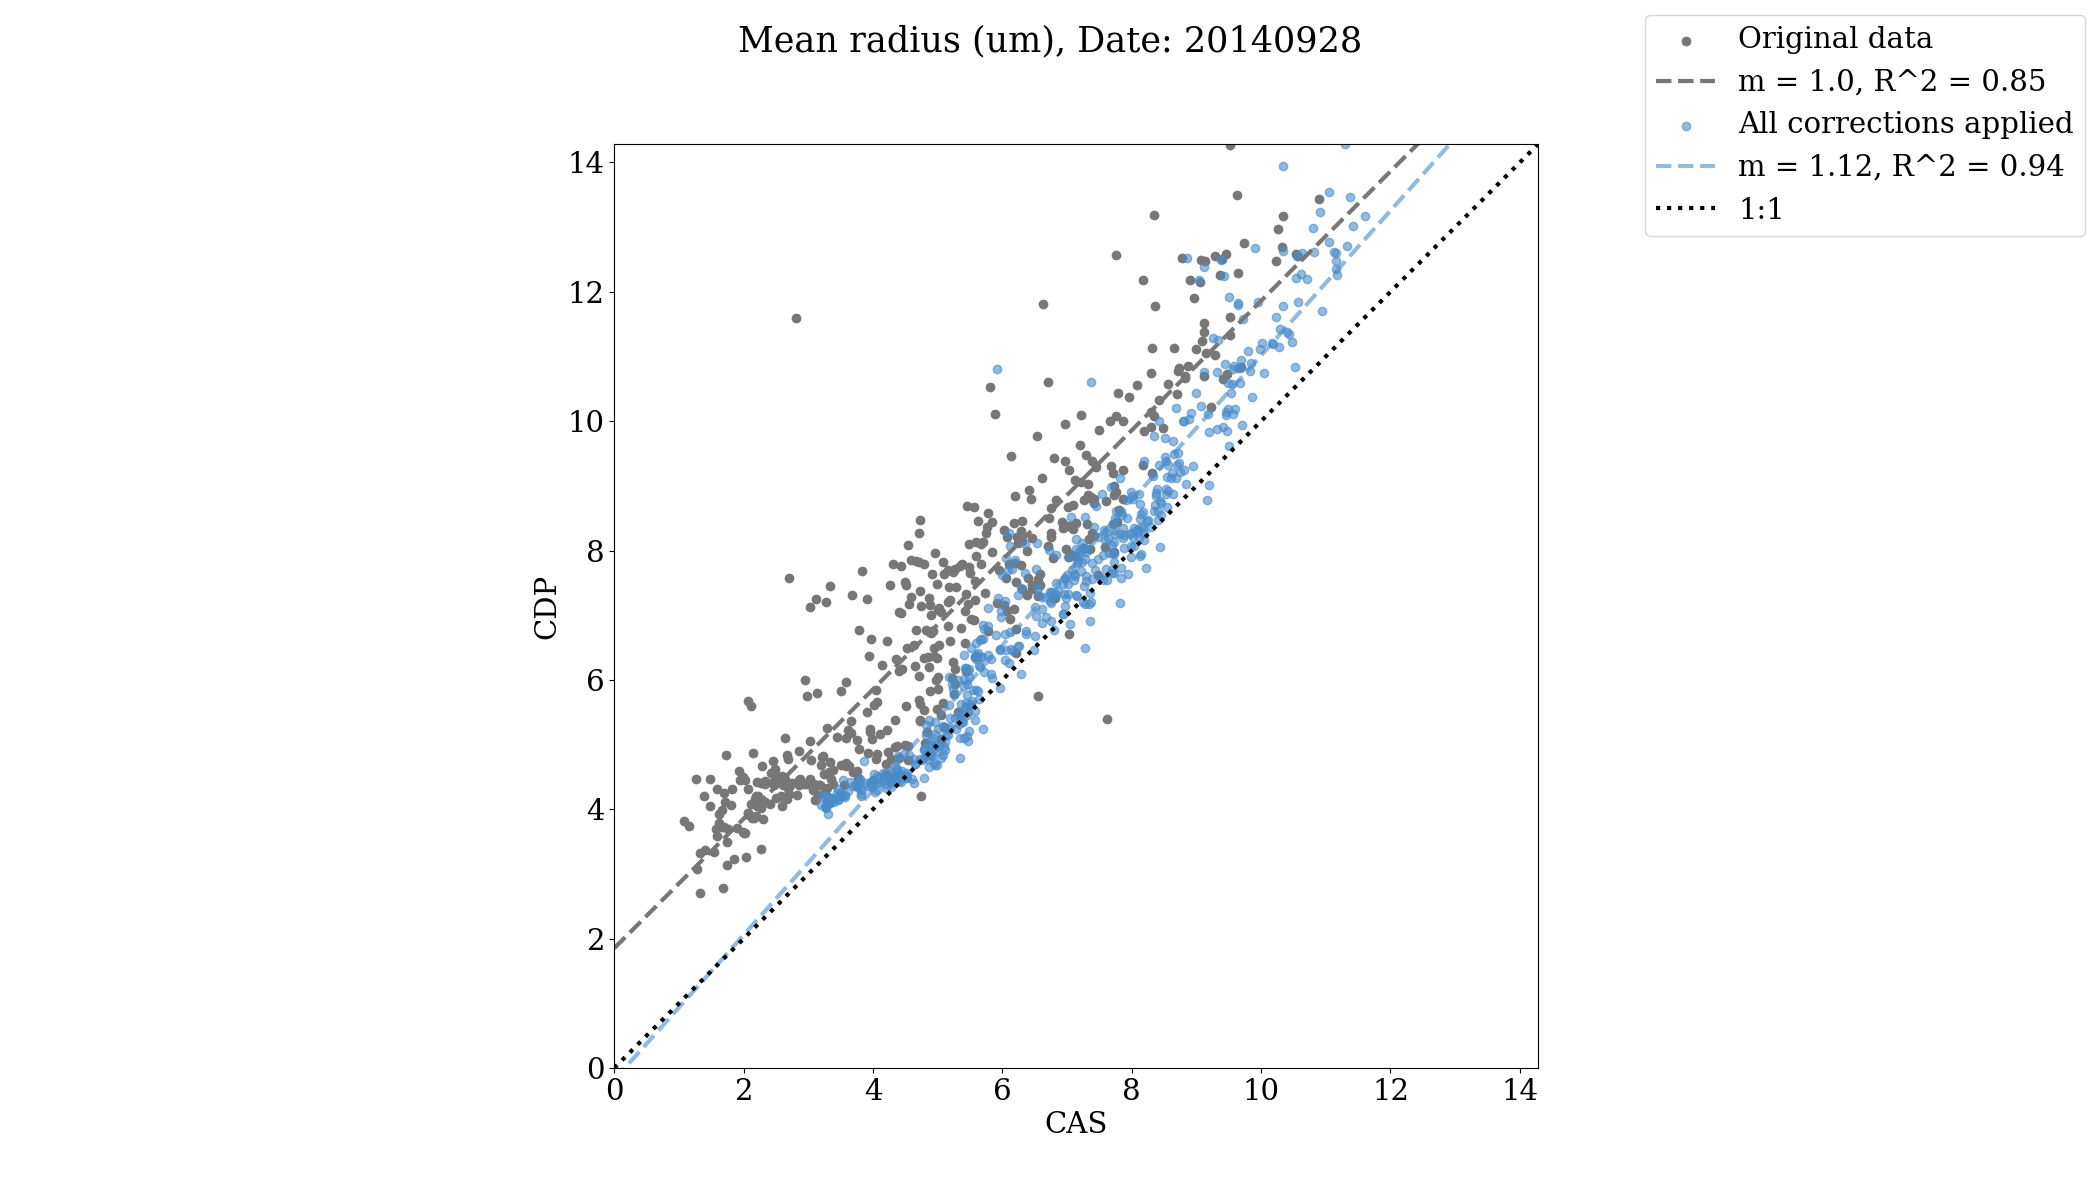 Mean radius (um), Date: 20140928
Original data
m = 1.0, R^2 = 0.85
All corrections applied
m = 1.12, R^2 = 0.94
1:1
14
12
10
8
6
4
2
0
CDP
0 2 4 6 8 10 12 14
CAS